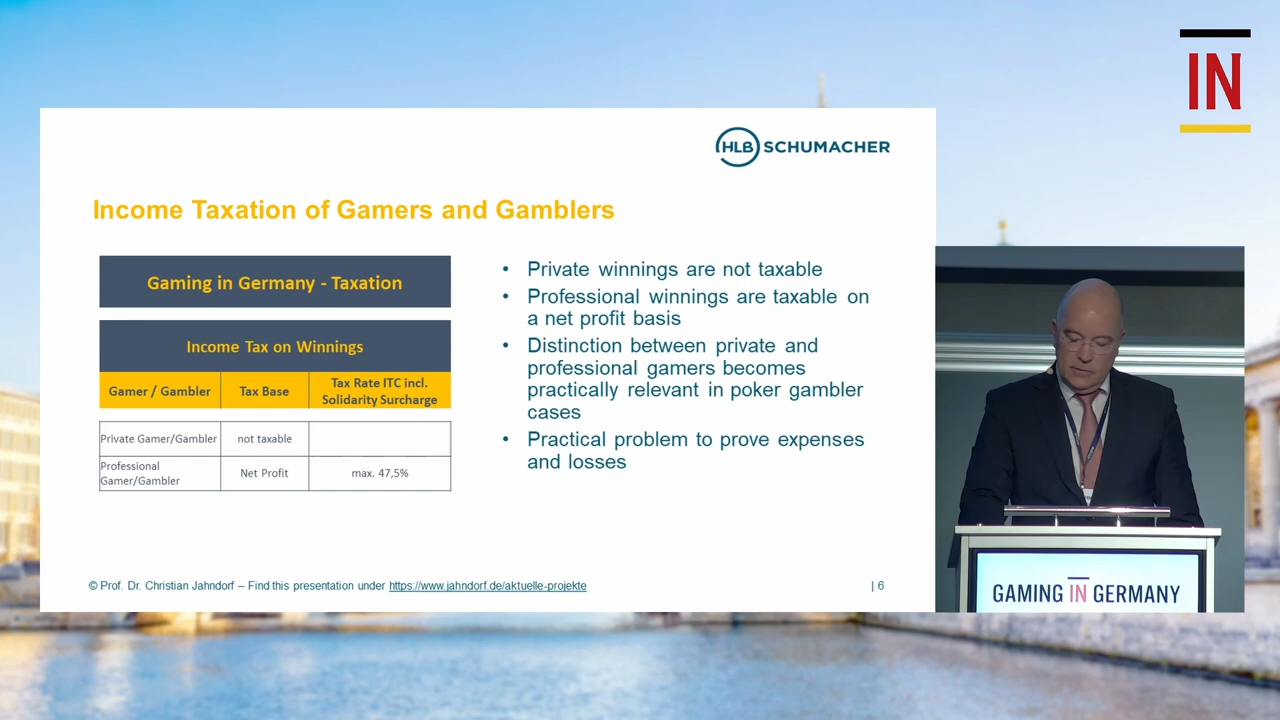 IN
HLB SCHUMACHER
Income Taxation of Gamers and Gamblers
Gaming in Germany - Taxation
Income Tax on Winnings
Gamer / Gambler
Tax Base
Tax Rate ITC incl.
Solidarity Surcharge
Private Gamer/Gambler
not taxable
Professional
Gamer/Gambler
Net Profit
max. 47,5%
• Private winnings are not taxable
• Professional winnings are taxable on
a net profit basis
• Distinction between private and
professional gamers becomes
practically relevant in poker gambler
cases
• Practical problem to prove expenses
and losses
© Prof. Dr. Christian Jahndorf – Find this presentation under https://www.jahndorf.de/aktuelle-projekte
| 6
GAMING IN GERMANY